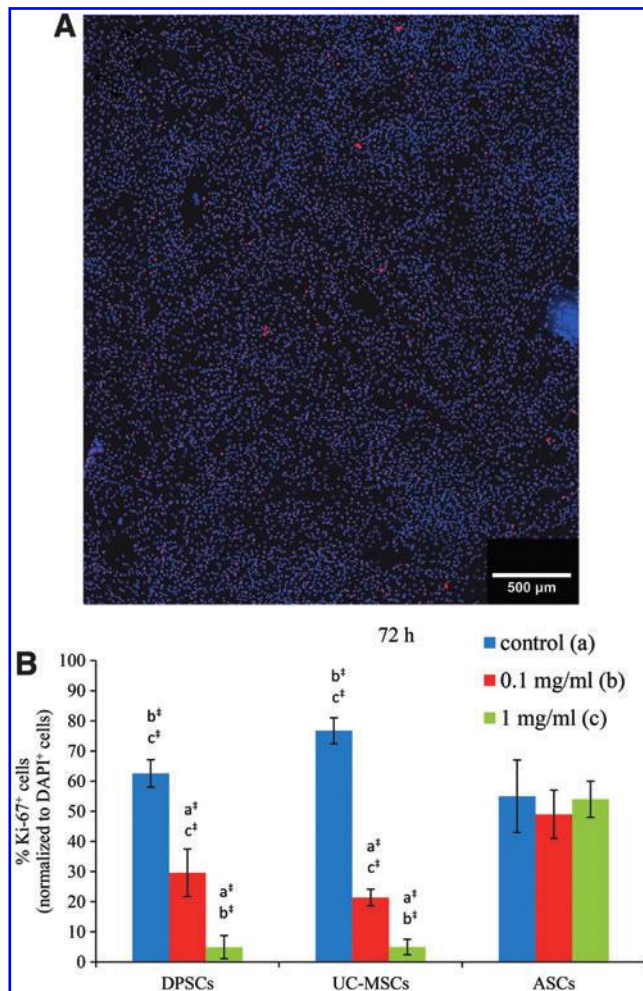 A
500 µm
B
72 h
control (a)
0.1 mg/ml (b)
1 mg/ml (c)
% Ki-67⁺ cells
(normalized to DAPI⁺ cells)
100
90
80
70
60
50
40
30
20
10
0
b‡
c‡
a‡
c‡
a‡
b‡
b‡
c‡
a‡
c‡
a‡
b‡
DPSCs
UC-MSCs
ASCs